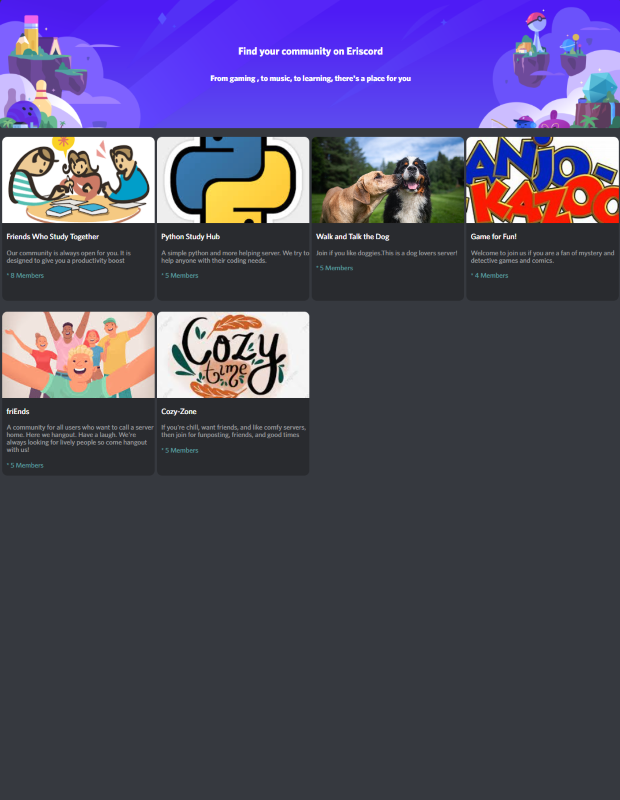 Find your community on Eriscord
From gaming , to music, to learning, there's a place for you
ANJO-
KAZOO
Friends Who Study Together
Our community is always open for you. It is
designed to give you a productivity boost
* 8 Members
Python Study Hub
A simple python and more helping server. We try to
help anyone with their coding needs.
* 5 Members
Walk and Talk the Dog
Join if you like doggies.This is a dog lovers server!
* 5 Members
Game for Fun!
Welcome to join us if you are a fan of mystery and
detective games and comics.
* 4 Members
Cozy
time
friEnds
A community for all users who want to call a server
home. Here we hangout. Have a laugh. We're
always looking for lively people so come hangout
with us!
* 5 Members
Cozy-Zone
If you're chill, want friends, and like comfy servers,
then join for funposting, friends, and good times
* 5 Members